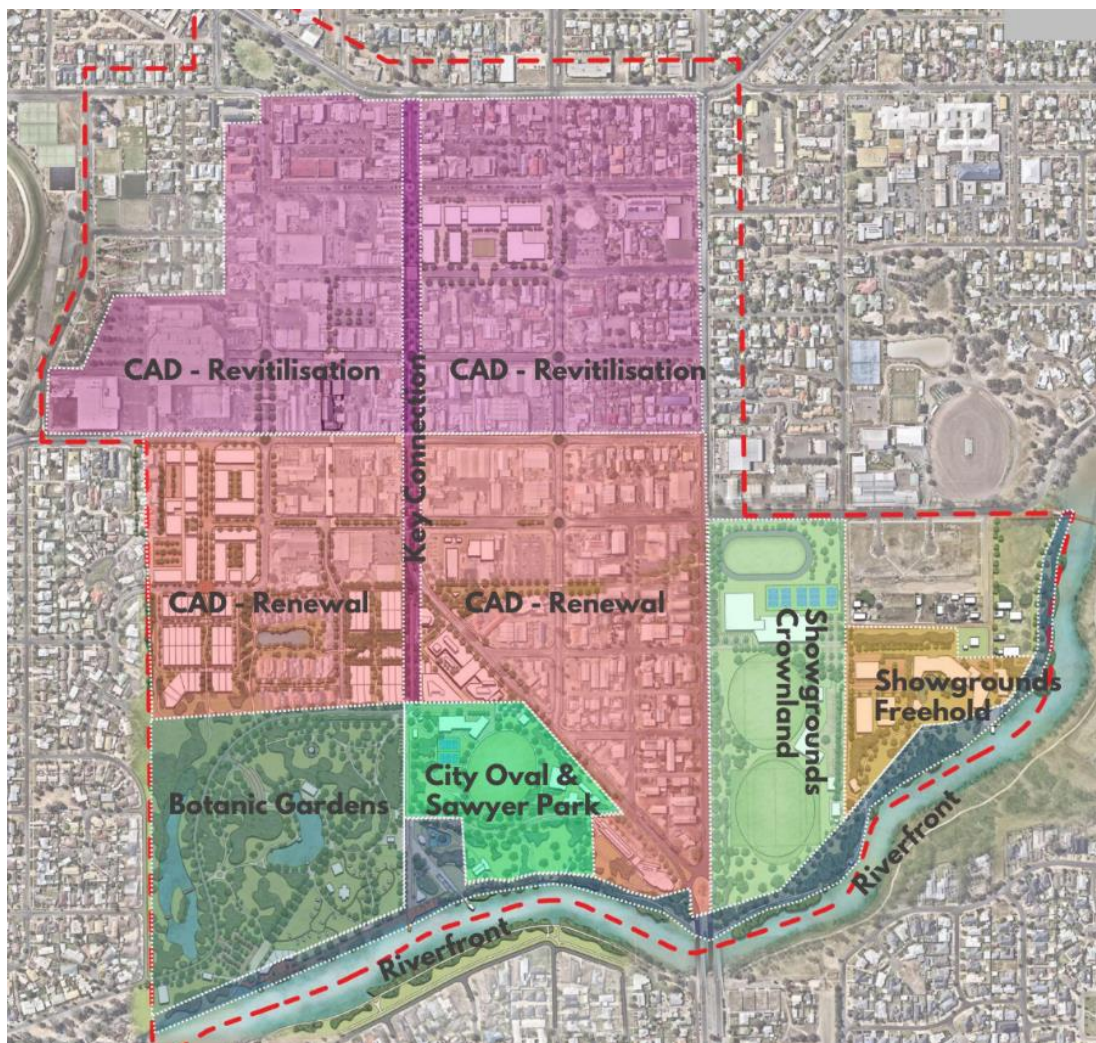 CAD - Revitilisation
CAD - Revitilisation
Key Connection
CAD - Renewal
CAD - Renewal
Showgrounds
Crownland
Showgrounds
Freehold
Botanic Gardens
City Oval &
Sawyer Park
Riverfront
Riverfront